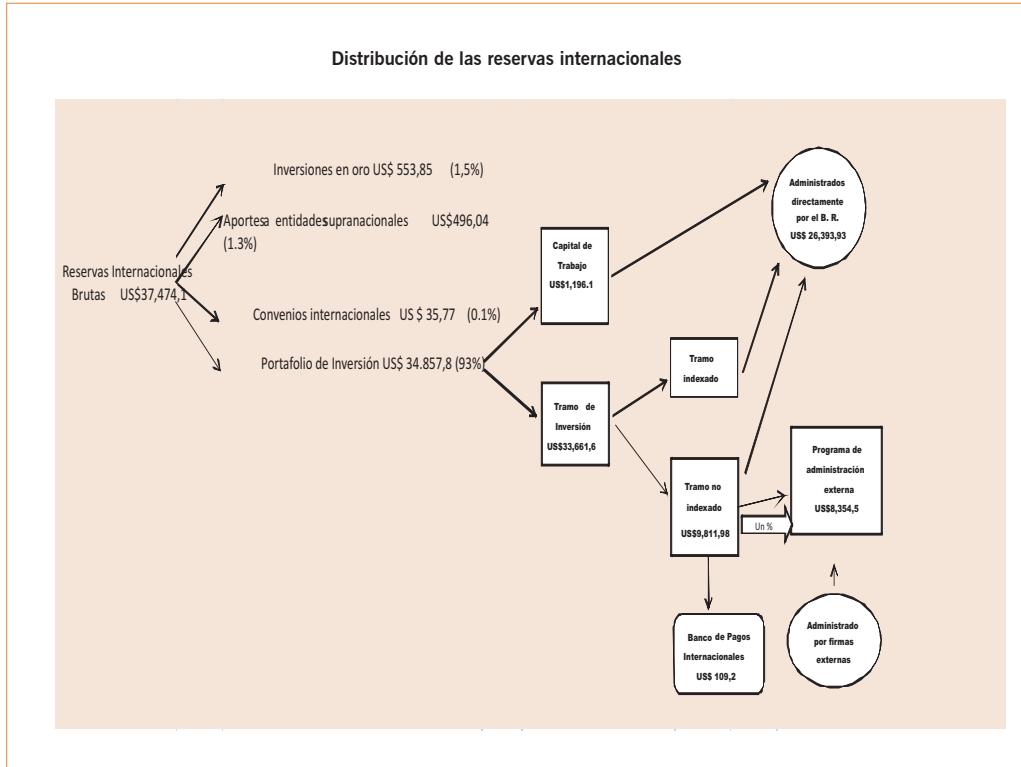 Distribución de las reservas internacionales
Inversiones en oro US$ 553,85 (1,5%)
Aportesa entidadesupranacionales US$496,04
(1.3%)
Reservas Internacionales
Brutas US$37,474,1
Convenios internacionales US $ 35,77 (0.1%)
Portafolio de Inversión US$ 34.857,8 (93%)
Capital de
Trabajo
US$1,196.1
Tramo de
Inversión
US$33,661,6
Administrados
directamente
por el B. R.
US$ 26,393,93
Tramo
indexado
Tramo no
indexado
US$9,811,98
Programa de
administración
externa
US$8,354,5
Un %
Banco de Pagos
Internacionales
US$ 109,2
Administrado
por firmas
externas